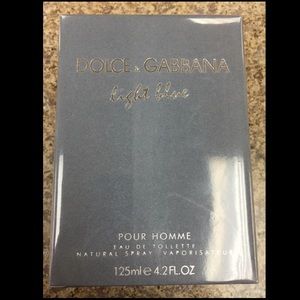 DOLCE & GABBANA
light blue
POUR HOMME
EAU DE TOILETTE
NATURAL SPRAY VAPORISATEUR
125ml e 4.2 FL.OZ